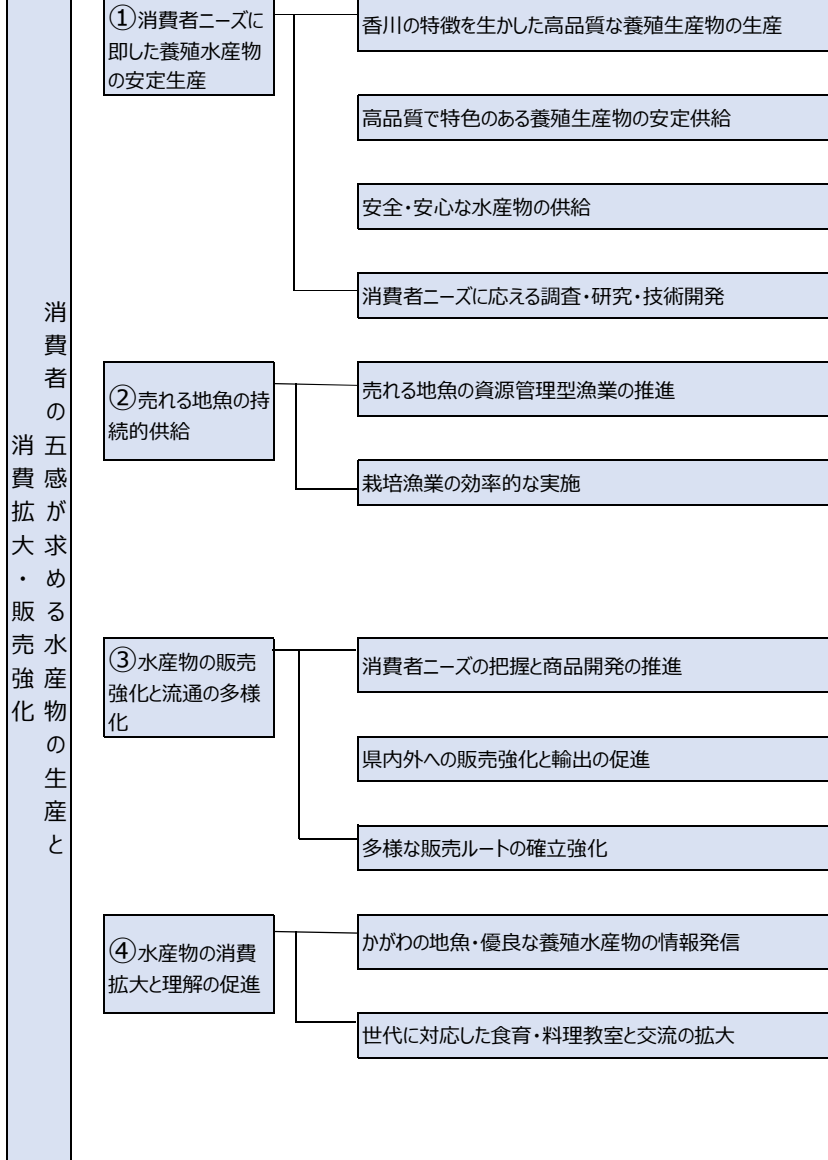 消費者の五感が求める水産物の生産と
消費拡大・販売強化
①消費者ニーズに
即した養殖水産物
の安定生産
香川の特徴を生かした高品質な養殖生産物の生産
高品質で特色のある養殖生産物の安定供給
安全・安心な水産物の供給
消費者ニーズに応える調査・研究・技術開発
②売れる地魚の持
続的供給
売れる地魚の資源管理型漁業の推進
栽培漁業の効率的な実施
③水産物の販売
強化と流通の多様
化
消費者ニーズの把握と商品開発の推進
県内外への販売強化と輸出の促進
多様な販売ルートの確立強化
④水産物の消費
拡大と理解の促進
かがわの地魚・優良な養殖水産物の情報発信
世代に対応した食育・料理教室と交流の拡大